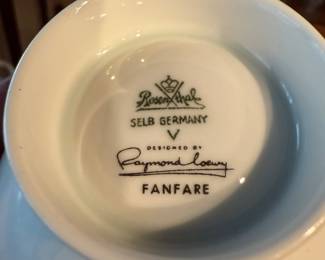 Rosenthal
SELB GERMANY
V
DESIGNED BY
Raymond Loewy
FANFARE